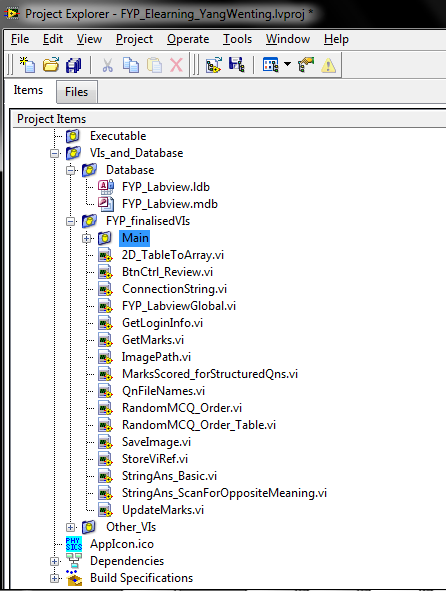 Project Explorer - FYP_Elearning_YangWenting.lvproj *
File Edit View Project Operate Tools Window Help
Items Files
Project Items
Executable
VIs_and_Database
Database
FYP_Labview.ldb
FYP_Labview.mdb
FYP_finalisedVIs
Main
2D_TableToArray.vi
BtnCtrl_Review.vi
ConnectionString.vi
FYP_LabviewGlobal.vi
GetLoginInfo.vi
GetMarks.vi
ImagePath.vi
MarksScored_forStructuredQns.vi
QnFileNames.vi
RandomMCQ_Order.vi
RandomMCQ_Order_Table.vi
SaveImage.vi
StoreViRef.vi
StringAns_Basic.vi
StringAns_ScanForOppositeMeaning.vi
UpdateMarks.vi
Other_VIs
PHY
SICS AppIcon.ico
Dependencies
Build Specifications